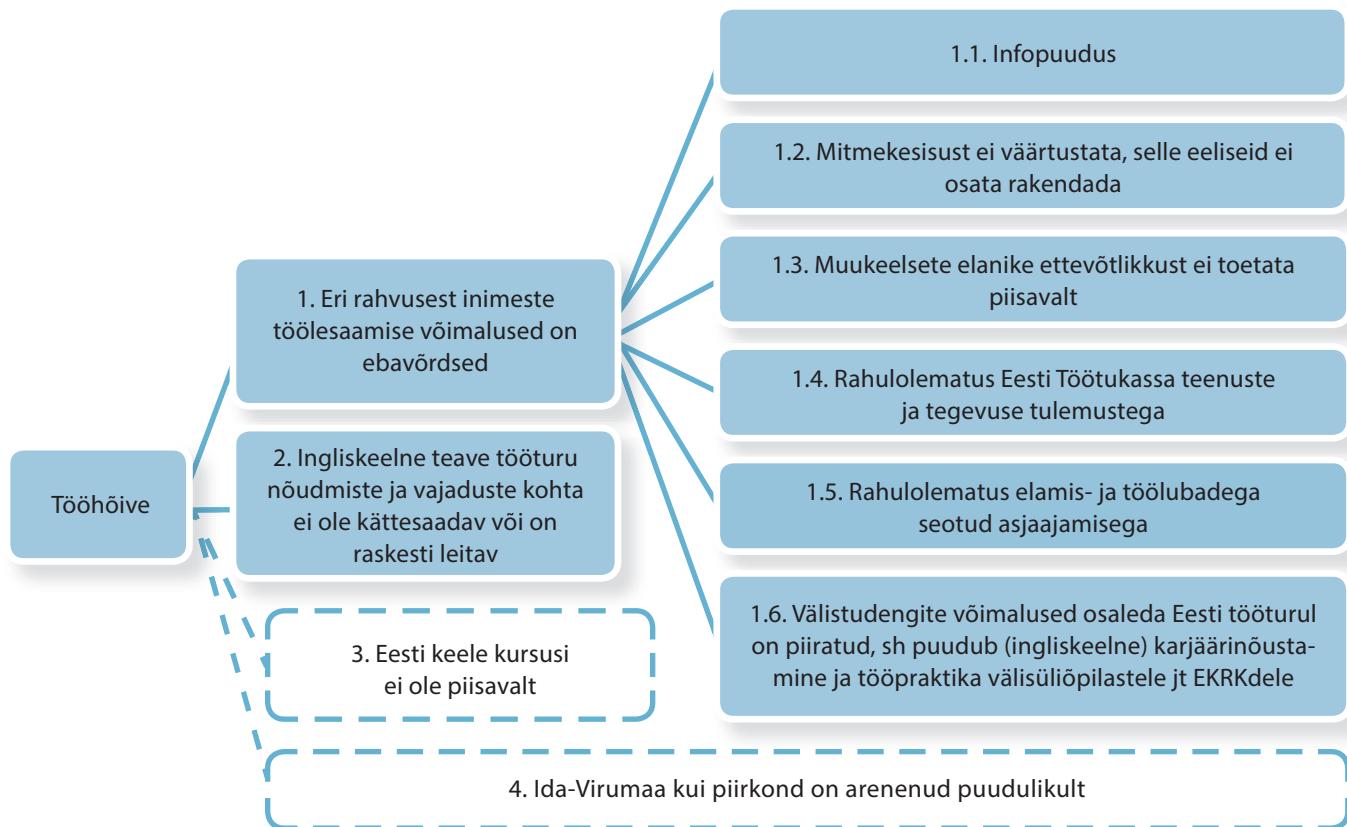 Tööhõive
1. Eri rahvusest inimeste
töölesaamise võimalused on
ebavõrdsed
1.1. Infopuudus
1.2. Mitmekesisust ei väärtustata, selle eeliseid ei
osata rakendada
1.3. Muukeelsete elanike ettevõtlikkust ei toetata
piisavalt
1.4. Rahulolematus Eesti Töötukassa teenuste
ja tegevuse tulemustega
1.5. Rahulolematus elamis- ja töölubadega
seotud asjaajamisega
1.6. Välistudengite võimalused osaleda Eesti tööturul
on piiratud, sh puudub (ingliskeelne) karjäärinõusta-
mine ja tööpraktika välisüliõpilastele jt EKRKdele
2. Ingliskeelne teave tööturu
nõudmiste ja vajaduste kohta
ei ole kättesaadav või on
raskesti leitav
3. Eesti keele kursusi
ei ole piisavalt
4. Ida-Virumaa kui piirkond on arenenud puudulikult